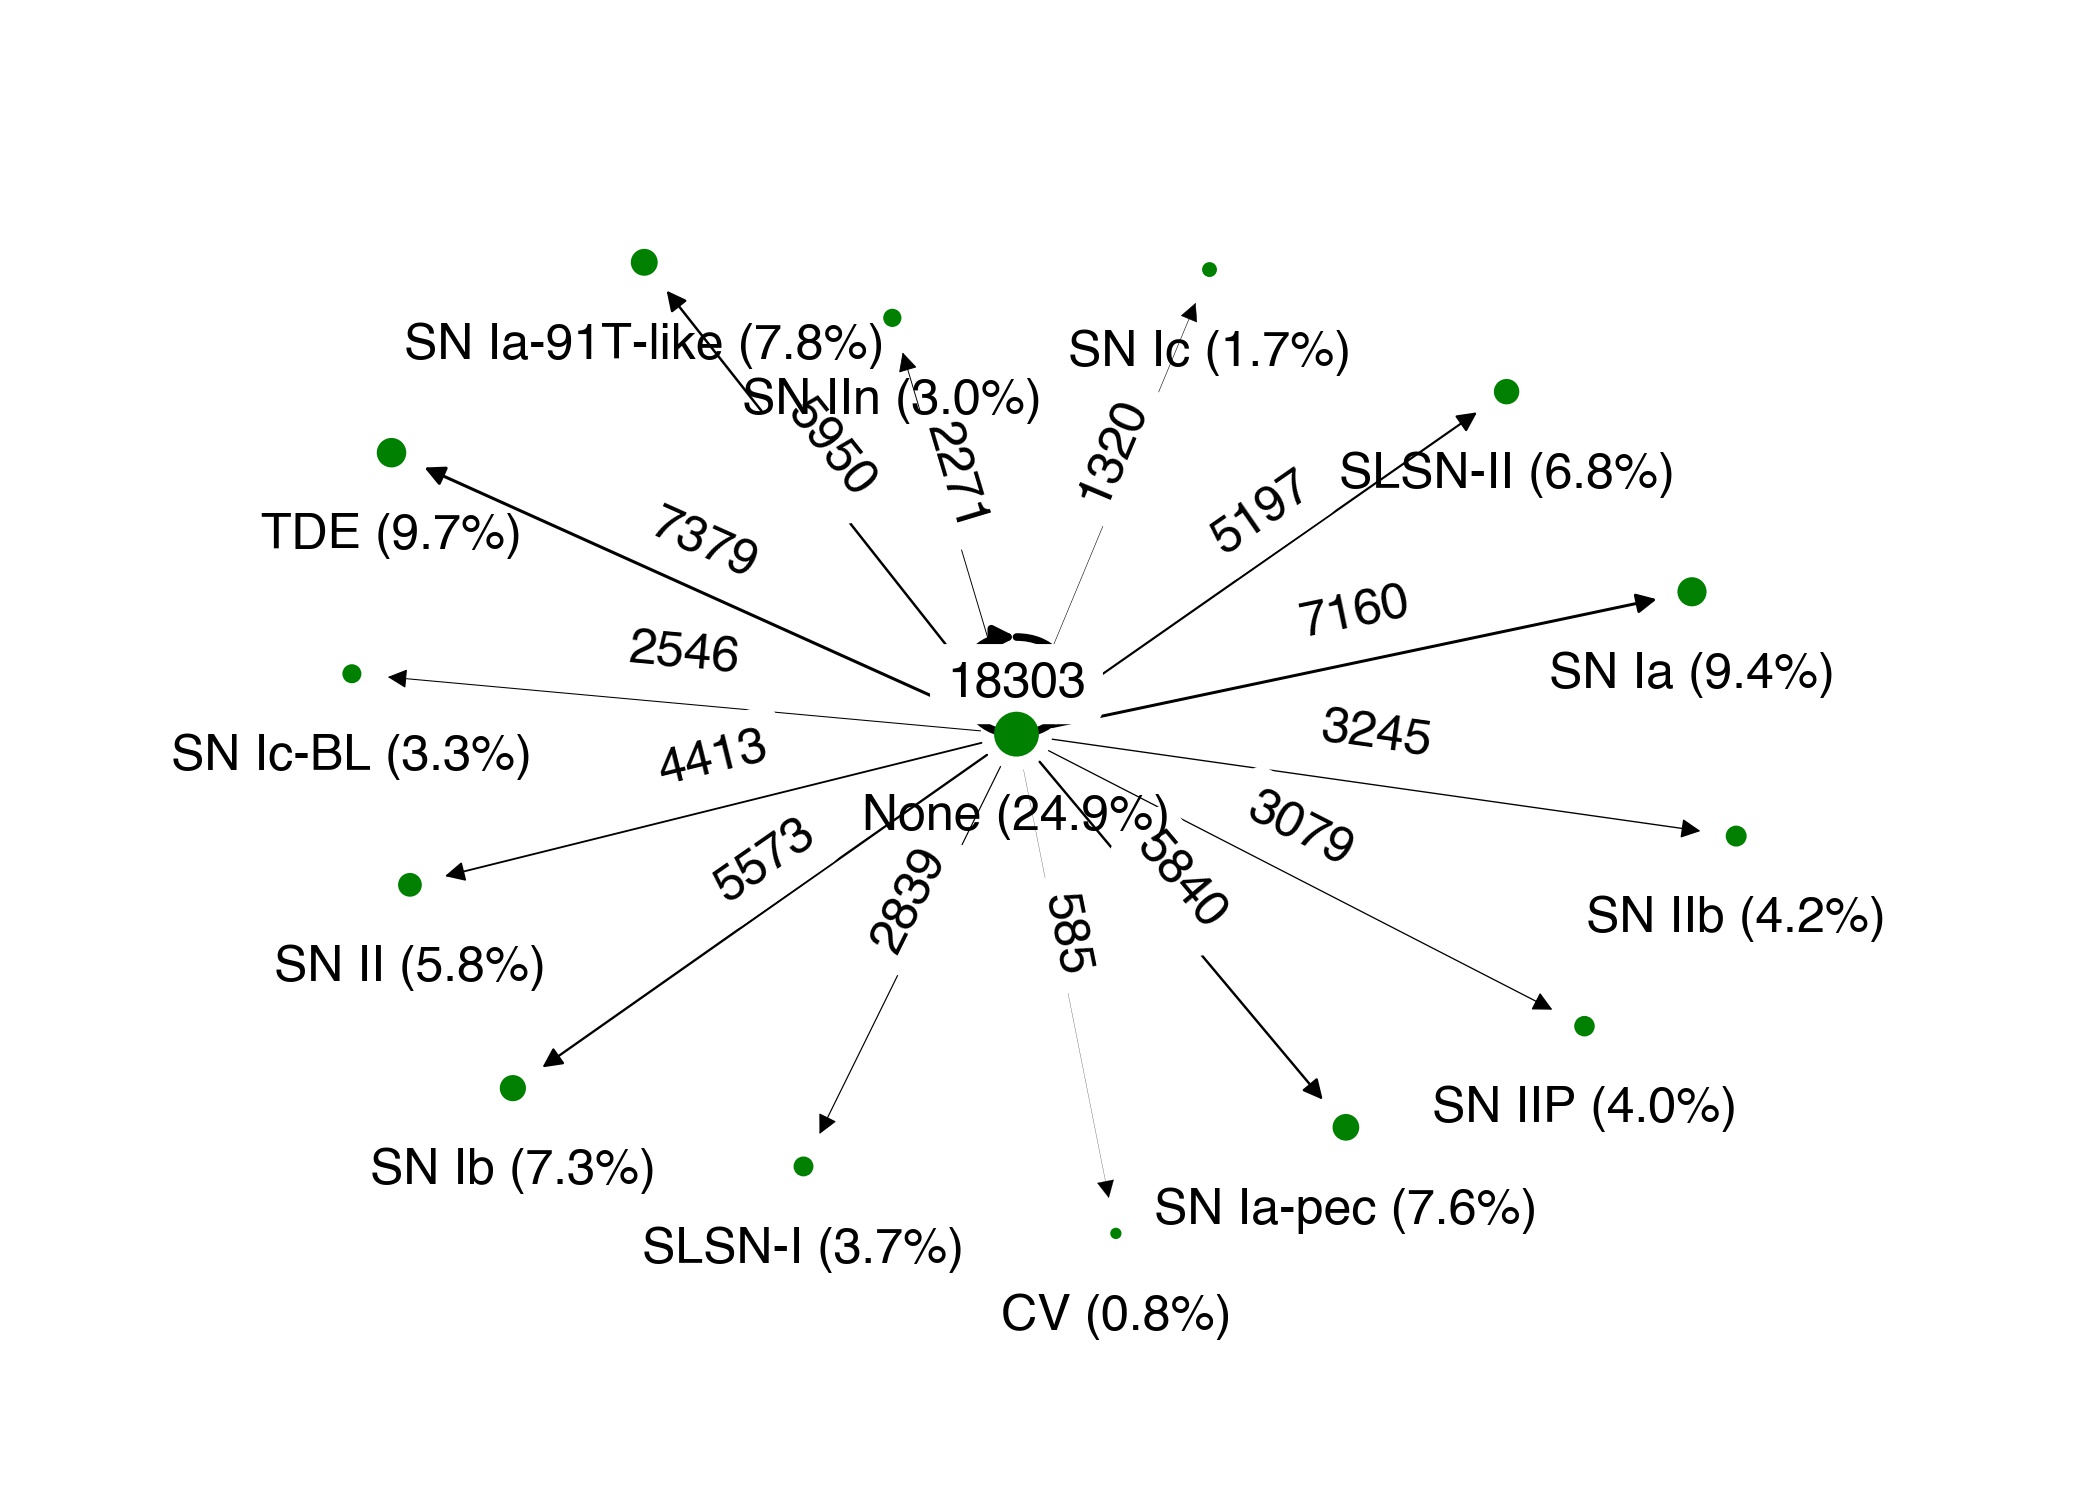 SN Ia-91T-like (7.8%)
SN IIn (3.0%)
SN Ic (1.7%)
5950
2271
1320
5197
SLSN-II (6.8%)
TDE (9.7%)
7379
7160
2546
18303
SN Ia (9.4%)
SN Ic-BL (3.3%)
4413
3245
None (24.9%)
3079
5573
2839
585
5840
SN IIb (4.2%)
SN II (5.8%)
SN IIP (4.0%)
SN Ib (7.3%)
SN Ia-pec (7.6%)
SLSN-I (3.7%)
CV (0.8%)